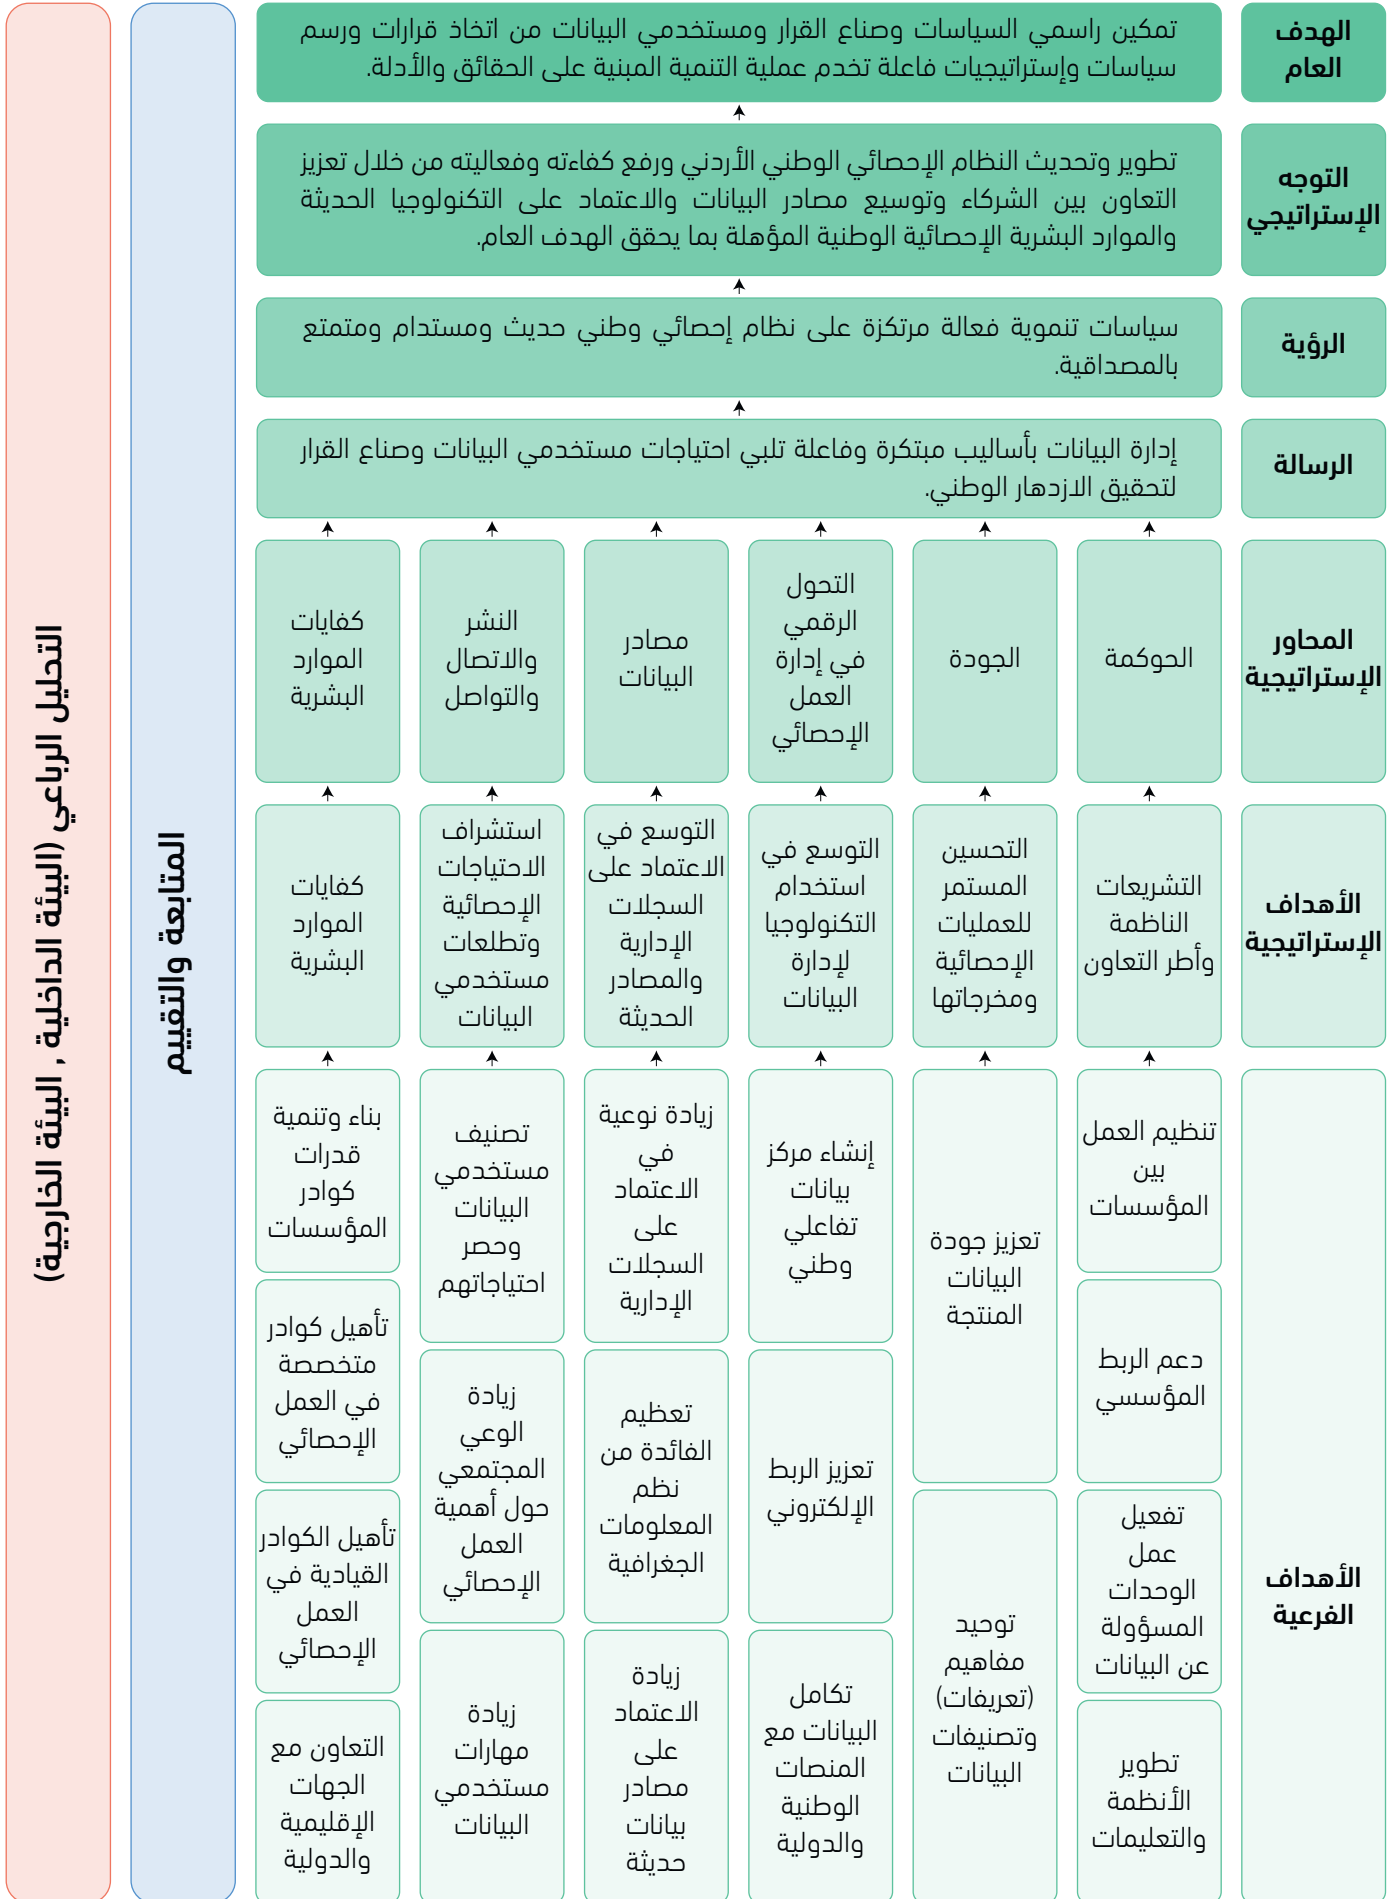 الهدف
العام
تمكين راسمي السياسات وصناع القرار ومستخدمي البيانات من اتخاذ قرارات ورسم
سياسات وإستراتيجيات فاعلة تخدم عملية التنمية المبنية على الحقائق والأدلة.
التوجه
الإستراتيجي
تطوير وتحديث النظام الإحصائي الوطني الأردني ورفع كفاءته وفعاليته من خلال تعزيز
التعاون بين الشركاء وتوسيع مصادر البيانات والاعتماد على التكنولوجيا الحديثة
والموارد البشرية الإحصائية الوطنية المؤهلة بما يحقق الهدف العام.
الرؤية
سياسات تنموية فعالة مرتكزة على نظام إحصائي وطني حديث ومستدام ومتمتع
بالمصداقية.
الرسالة
إدارة البيانات بأساليب مبتكرة وفاعلة تلبي احتياجات مستخدمي البيانات وصناع القرار
لتحقيق الازدهار الوطني.
المحاور
الإستراتيجية
الحوكمة
الجودة
التحول
الرقمي
في إدارة
العمل
الإحصائي
مصادر
البيانات
النشر
والاتصال
والتواصل
كفايات
الموارد
البشرية
الأهداف
الإستراتيجية
التشريعات
الناظمة
وأطر التعاون
التحسين
المستمر
للعمليات
الإحصائية
ومخرجاتها
التوسع في
استخدام
التكنولوجيا
لإدارة
البيانات
التوسع في
الاعتماد على
السجلات
الإدارية
والمصادر
الحديثة
استشراف
الاحتياجات
الإحصائية
وتطلعات
مستخدمي
البيانات
كفايات
الموارد
البشرية
الأهداف
الفرعية
تنظيم العمل
بين
المؤسسات
دعم الربط
المؤسسي
تفعيل
عمل
الوحدات
المسؤولة
عن البيانات
تطوير
الأنظمة
والتعليمات
تعزيز جودة
البيانات
المنتجة
توحيد
مفاهيم
(تعريفات)
وتصنيفات
البيانات
إنشاء مركز
بيانات
تفاعلي
وطني
تعزيز الربط
الإلكتروني
تكامل
البيانات مع
المنصات
الوطنية
والدولية
زيادة نوعية
في
الاعتماد
على
السجلات
الإدارية
تعظيم
الفائدة من
نظم
المعلومات
الجغرافية
زيادة
الاعتماد
على
مصادر
بيانات
حديثة
تصنيف
مستخدمي
البيانات
وحصر
احتياجاتهم
زيادة
الوعي
المجتمعي
حول أهمية
العمل
الإحصائي
زيادة
مهارات
مستخدمي
البيانات
بناء وتنمية
قدرات
كوادر
المؤسسات
تأهيل كوادر
متخصصة
في العمل
الإحصائي
تأهيل الكوادر
القيادية في
العمل
الإحصائي
التعاون مع
الجهات
الإقليمية
والدولية
المتابعة والتقييم
التحليل الرباعي (البيئة الداخلية , البيئة الخارجية)